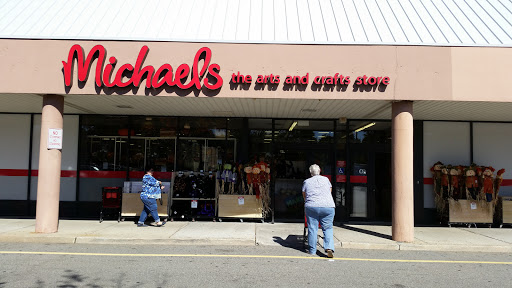 Michaels
the arts and crafts store